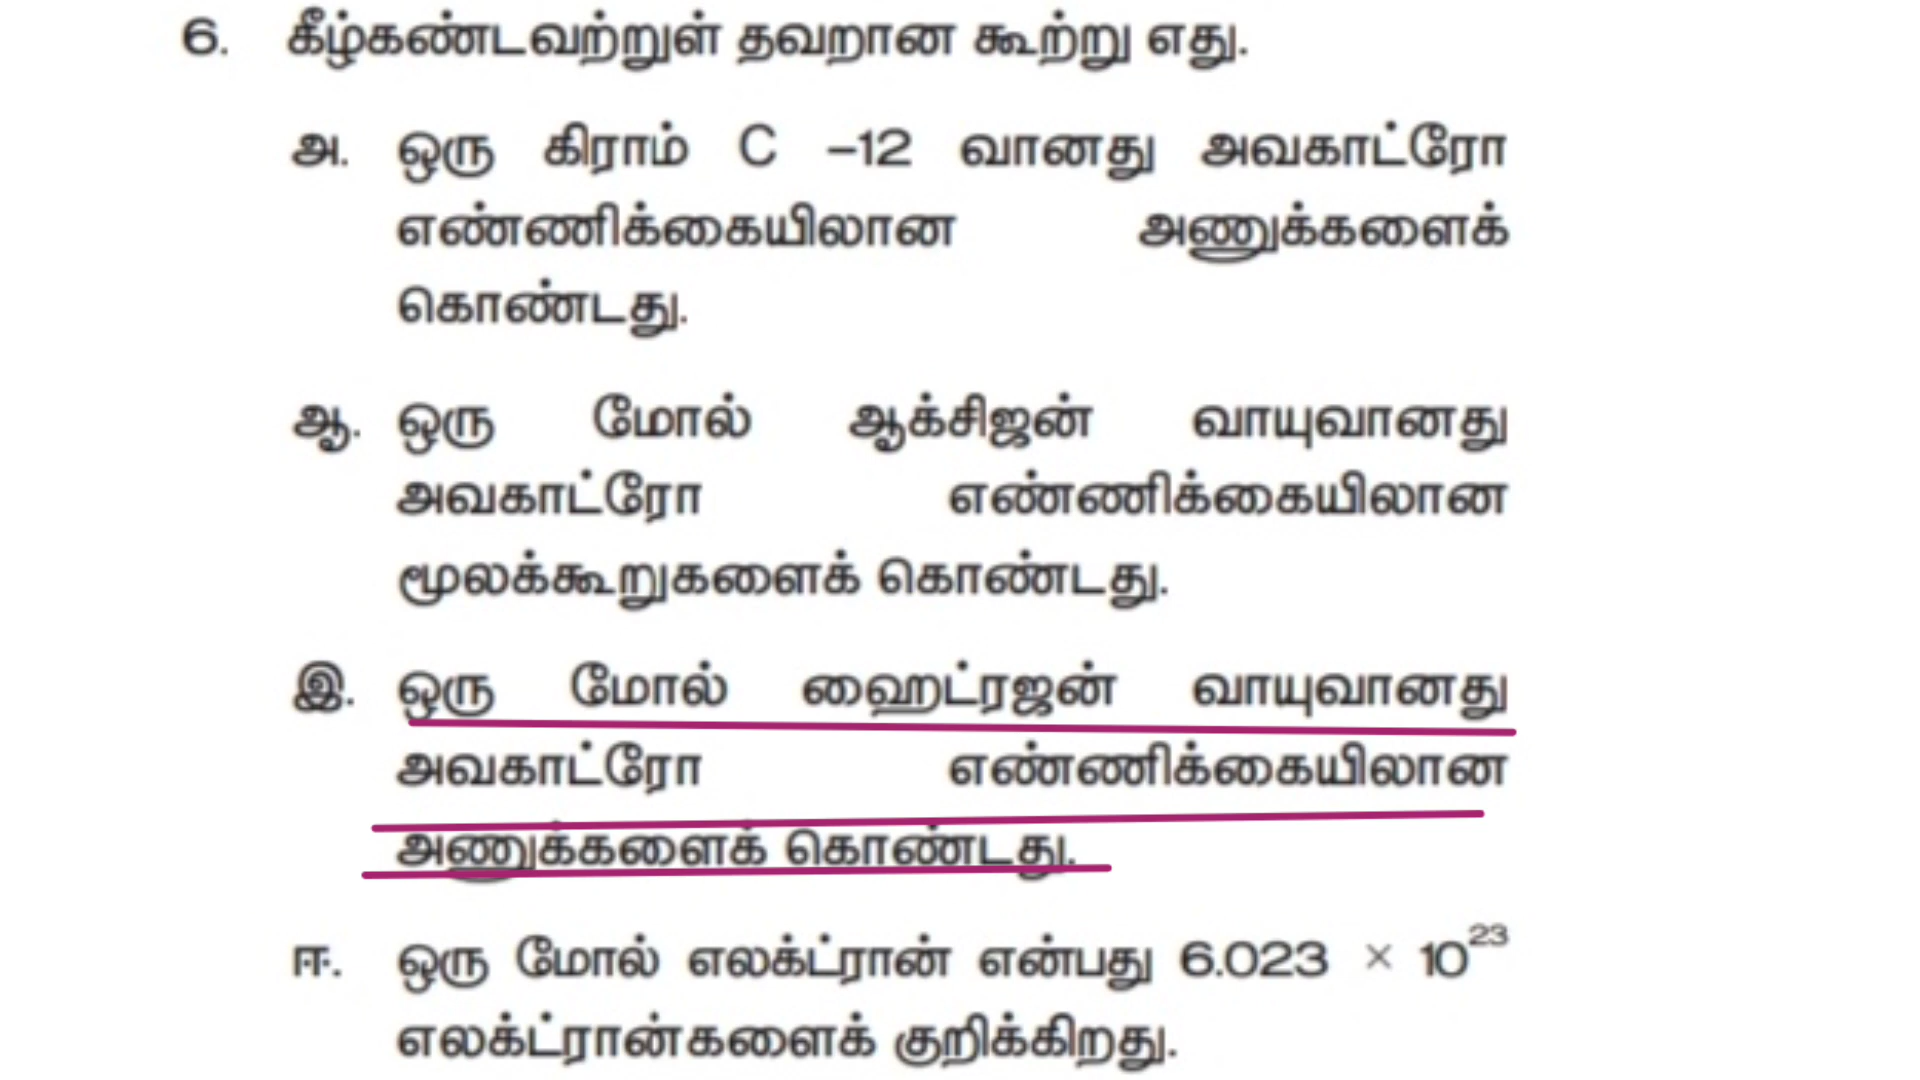 6. கீழ்கண்டவற்றுள் தவறான கூற்று எது.
அ. ஒரு கிராம் C –12 வானது அவகாட்ரோ
எண்ணிக்கையிலான அணுக்களைக்
கொண்டது.
ஆ. ஒரு மோல் ஆக்சிஜன் வாயுவானது
அவகாட்ரோ எண்ணிக்கையிலான
மூலக்கூறுகளைக் கொண்டது.
இ. ஒரு மோல் ஹைட்ரஜன் வாயுவானது
அவகாட்ரோ எண்ணிக்கையிலான
அணுக்களைக் கொண்டது.
ஈ. ஒரு மோல் எலக்ட்ரான் என்பது 6.023 × 10²³
எலக்ட்ரான்களைக் குறிக்கிறது.